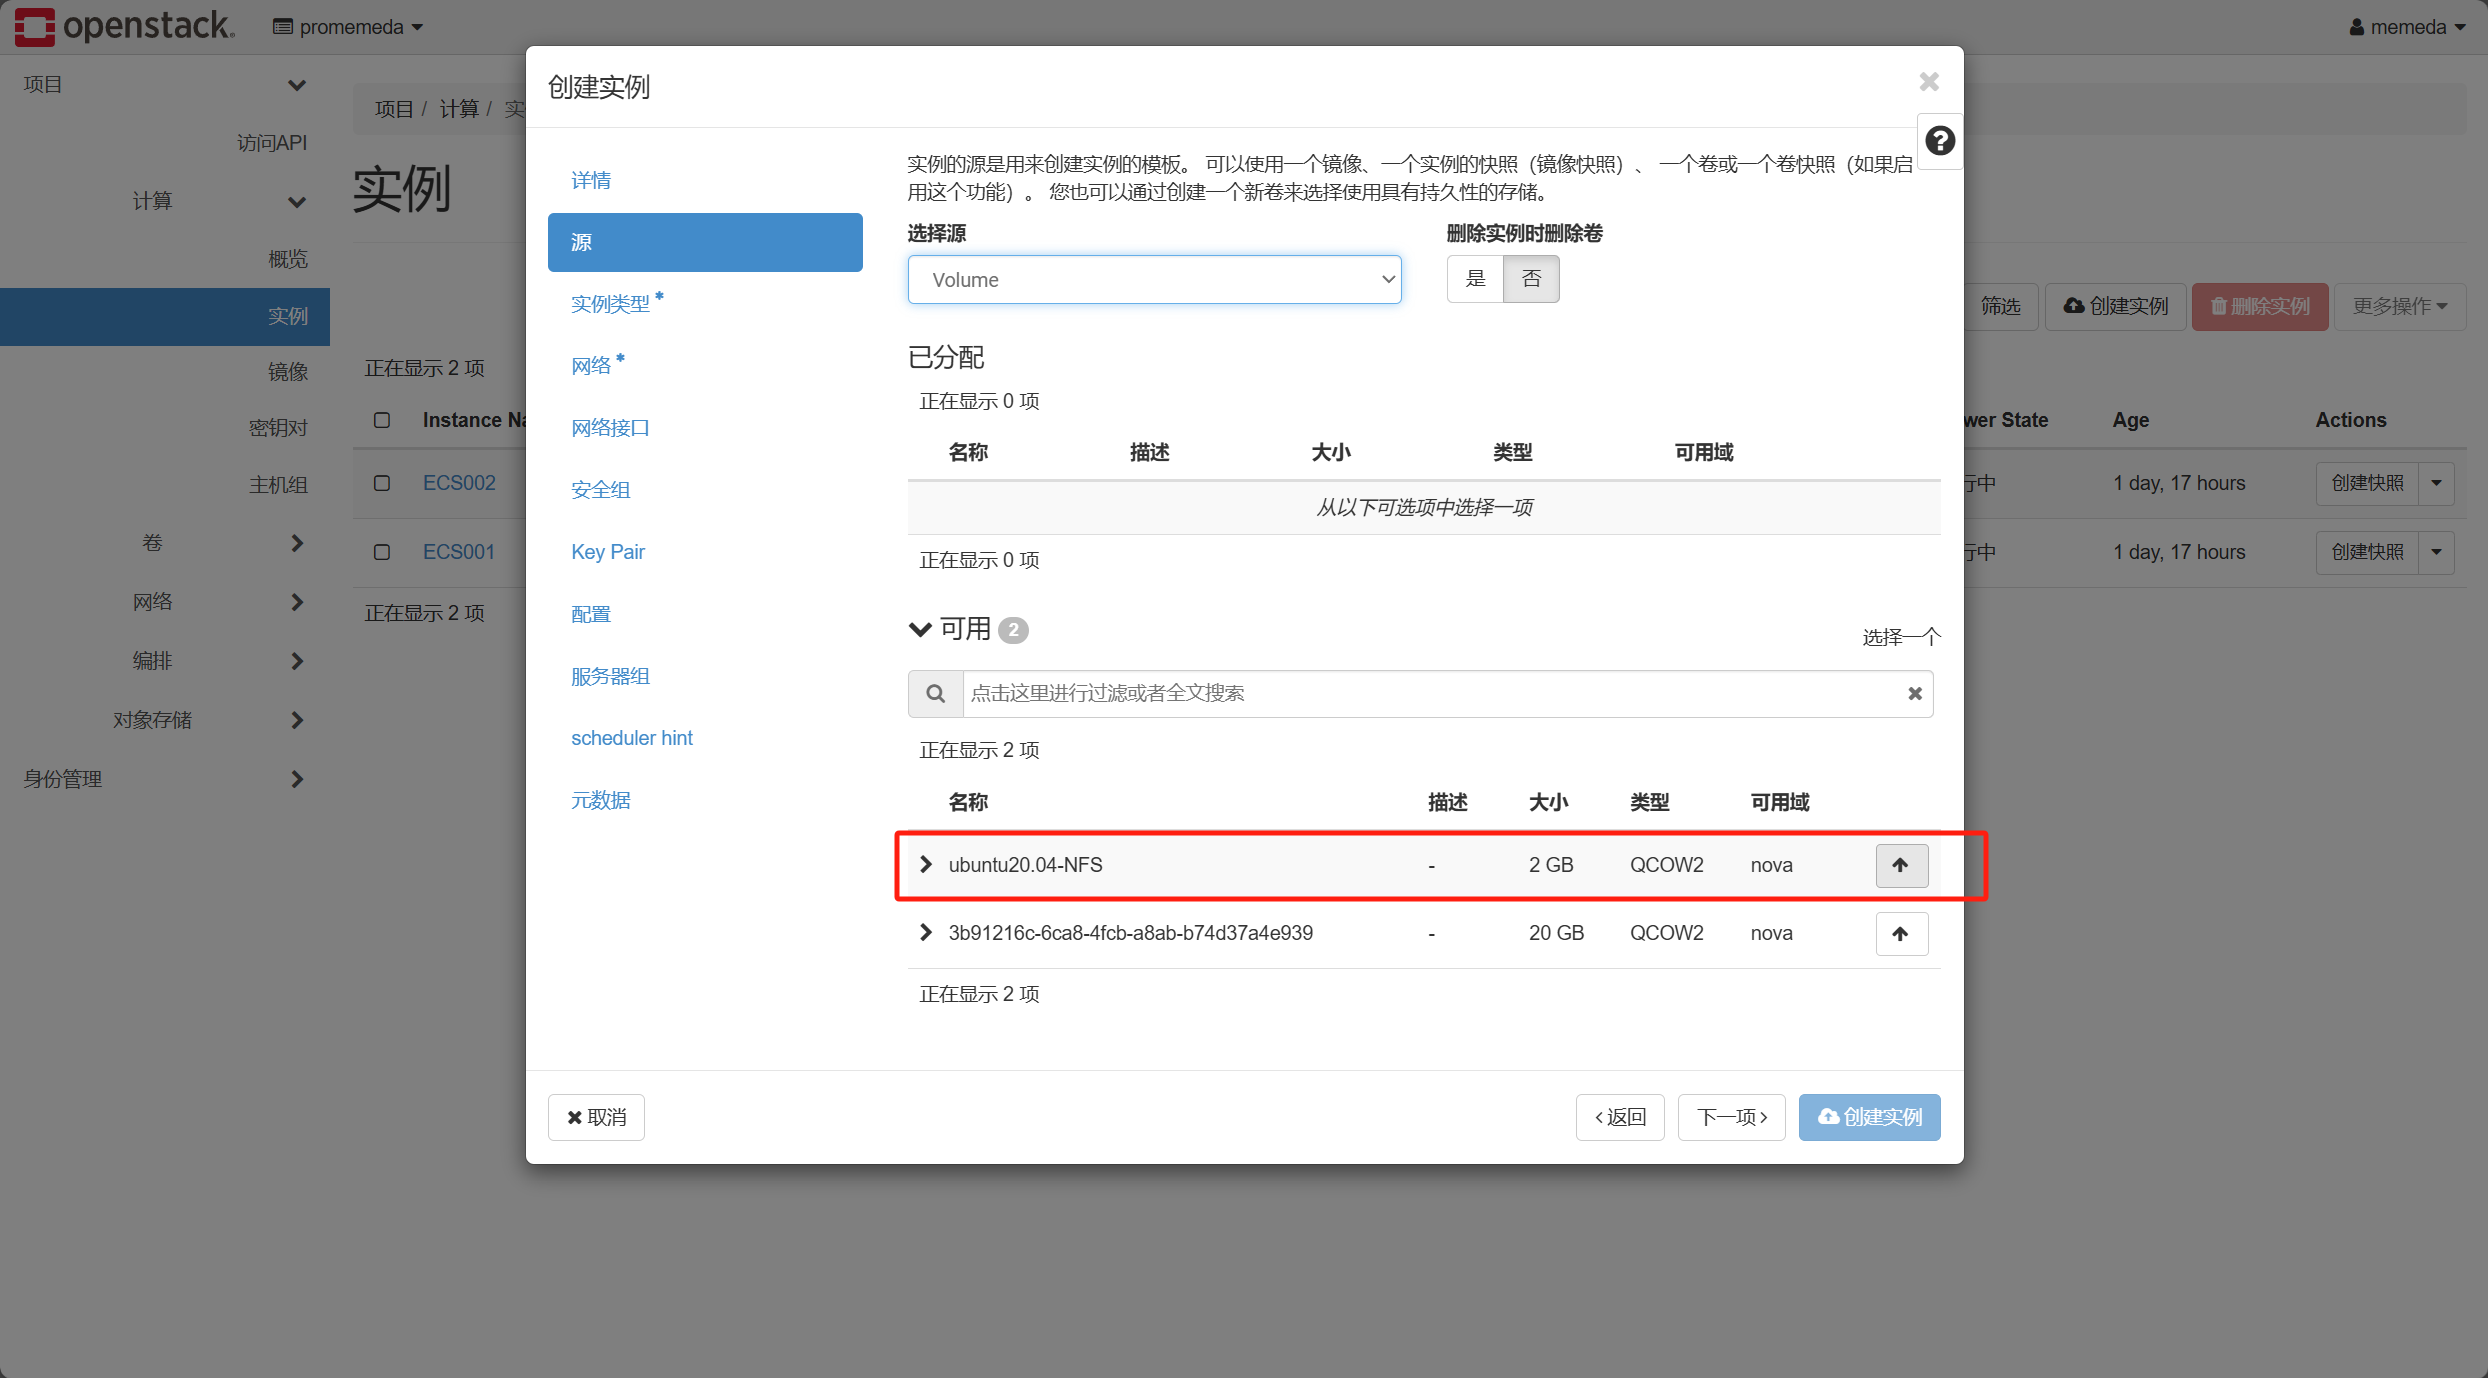 openstack.
promemeda
memeda
项目
访问API
计算
概览
实例
镜像
密钥对
主机组
卷
网络
编排
对象存储
身份管理
项目 / 计算 / 实
实例
筛选
创建实例
删除实例
更多操作
正在显示 2 项
Instance Na
wer State
Age
Actions
ECS002
行中
1 day, 17 hours
创建快照
ECS001
行中
1 day, 17 hours
创建快照
正在显示 2 项
创建实例
详情
源
实例类型 *
网络 *
网络接口
安全组
Key Pair
配置
服务器组
scheduler hint
元数据
实例的源是用来创建实例的模板。 可以使用一个镜像、一个实例的快照（镜像快照）、 一个卷或一个卷快照（如果启
用这个功能）。 您也可以通过创建一个新卷来选择使用具有持久性的存储。
选择源
删除实例时删除卷
Volume
是
否
已分配
正在显示 0 项
名称 描述 大小 类型 可用域
从以下可选项中选择一项
正在显示 0 项
可用 2
选择一个
点击这里进行过滤或者全文搜索
正在显示 2 项
名称 描述 大小 类型 可用域
ubuntu20.04-NFS - 2 GB QCOW2 nova
3b91216c-6ca8-4fcb-a8ab-b74d37a4e939 - 20 GB QCOW2 nova
正在显示 2 项
取消
返回
下一项
创建实例